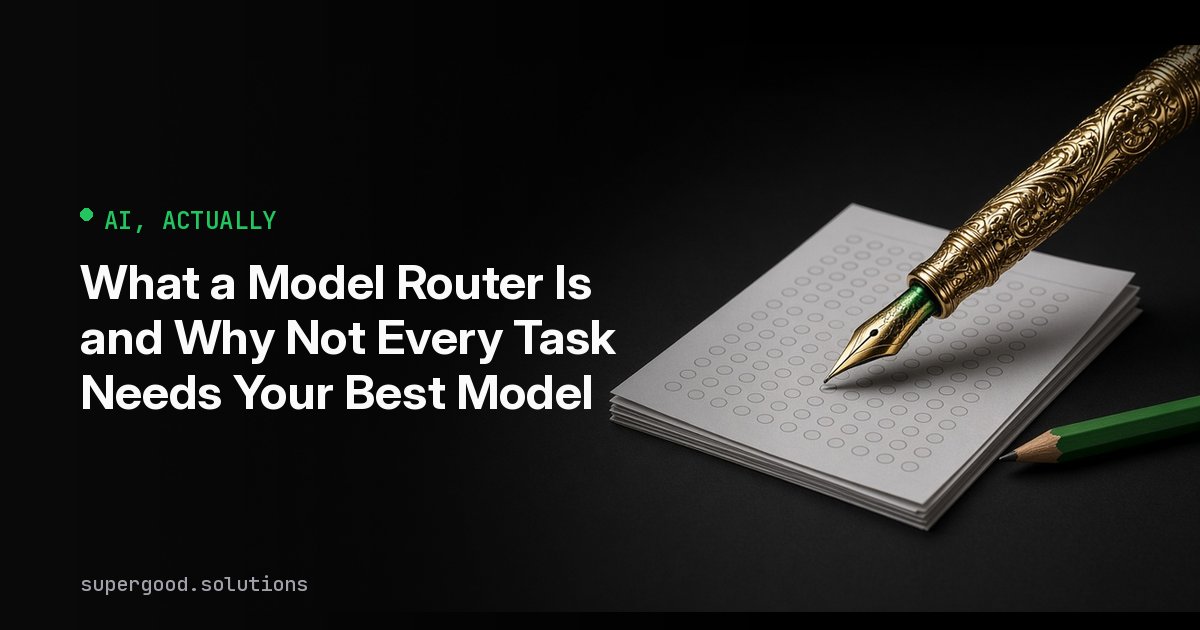 AI, ACTUALLY
What a Model Router Is
and Why Not Every Task
Needs Your Best Model
supergood.solutions